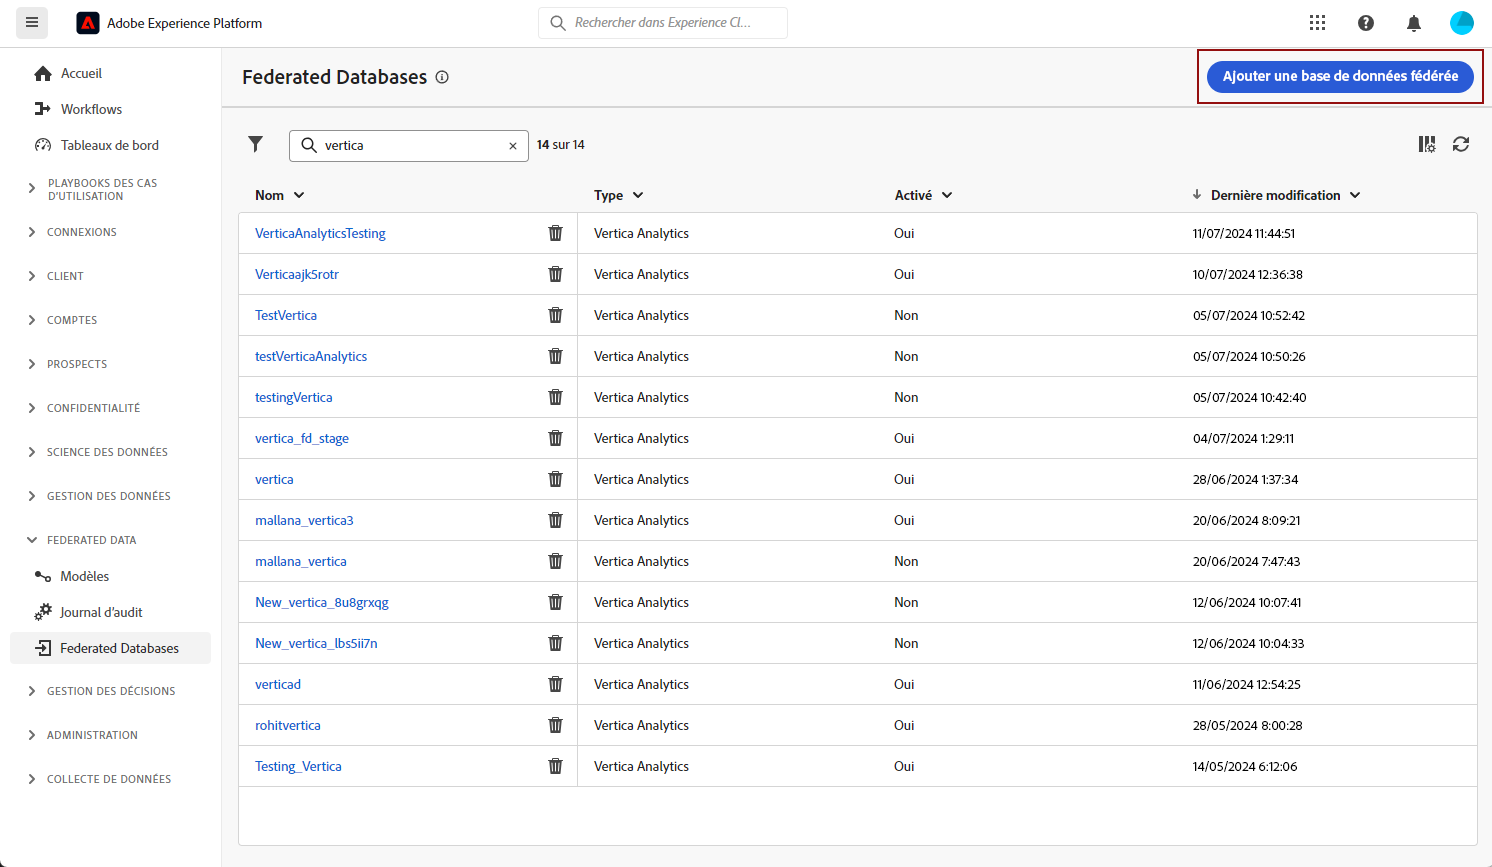 Adobe Experience Platform
Rechercher dans Experience Cl...
Accueil
Workflows
Tableaux de bord
PLAYBOOKS DES CAS
D'UTILISATION
CONNEXIONS
CLIENT
COMPTES
PROSPECTS
CONFIDENTIALITÉ
SCIENCE DES DONNÉES
GESTION DES DONNÉES
FEDERATED DATA
Modèles
Journal d'audit
Federated Databases
GESTION DES DÉCISIONS
ADMINISTRATION
COLLECTE DE DONNÉES
Federated Databases
Ajouter une base de données fédérée
vertica
14 sur 14
Nom Type Activé Dernière modification
VerticaAnalyticsTesting Vertica Analytics Oui 11/07/2024 11:44:51
Verticaajk5rotr Vertica Analytics Oui 10/07/2024 12:36:38
TestVertica Vertica Analytics Non 05/07/2024 10:52:42
testVerticaAnalytics Vertica Analytics Non 05/07/2024 10:50:26
testingVertica Vertica Analytics Non 05/07/2024 10:42:40
vertica_fd_stage Vertica Analytics Oui 04/07/2024 1:29:11
vertica Vertica Analytics Oui 28/06/2024 1:37:34
mallana_vertica3 Vertica Analytics Oui 20/06/2024 8:09:21
mallana_vertica Vertica Analytics Non 20/06/2024 7:47:43
New_vertica_8u8grxqg Vertica Analytics Non 12/06/2024 10:07:41
New_vertica_lbs5ii7n Vertica Analytics Non 12/06/2024 10:04:33
verticad Vertica Analytics Oui 11/06/2024 12:54:25
rohitvertica Vertica Analytics Oui 28/05/2024 8:00:28
Testing_Vertica Vertica Analytics Oui 14/05/2024 6:12:06